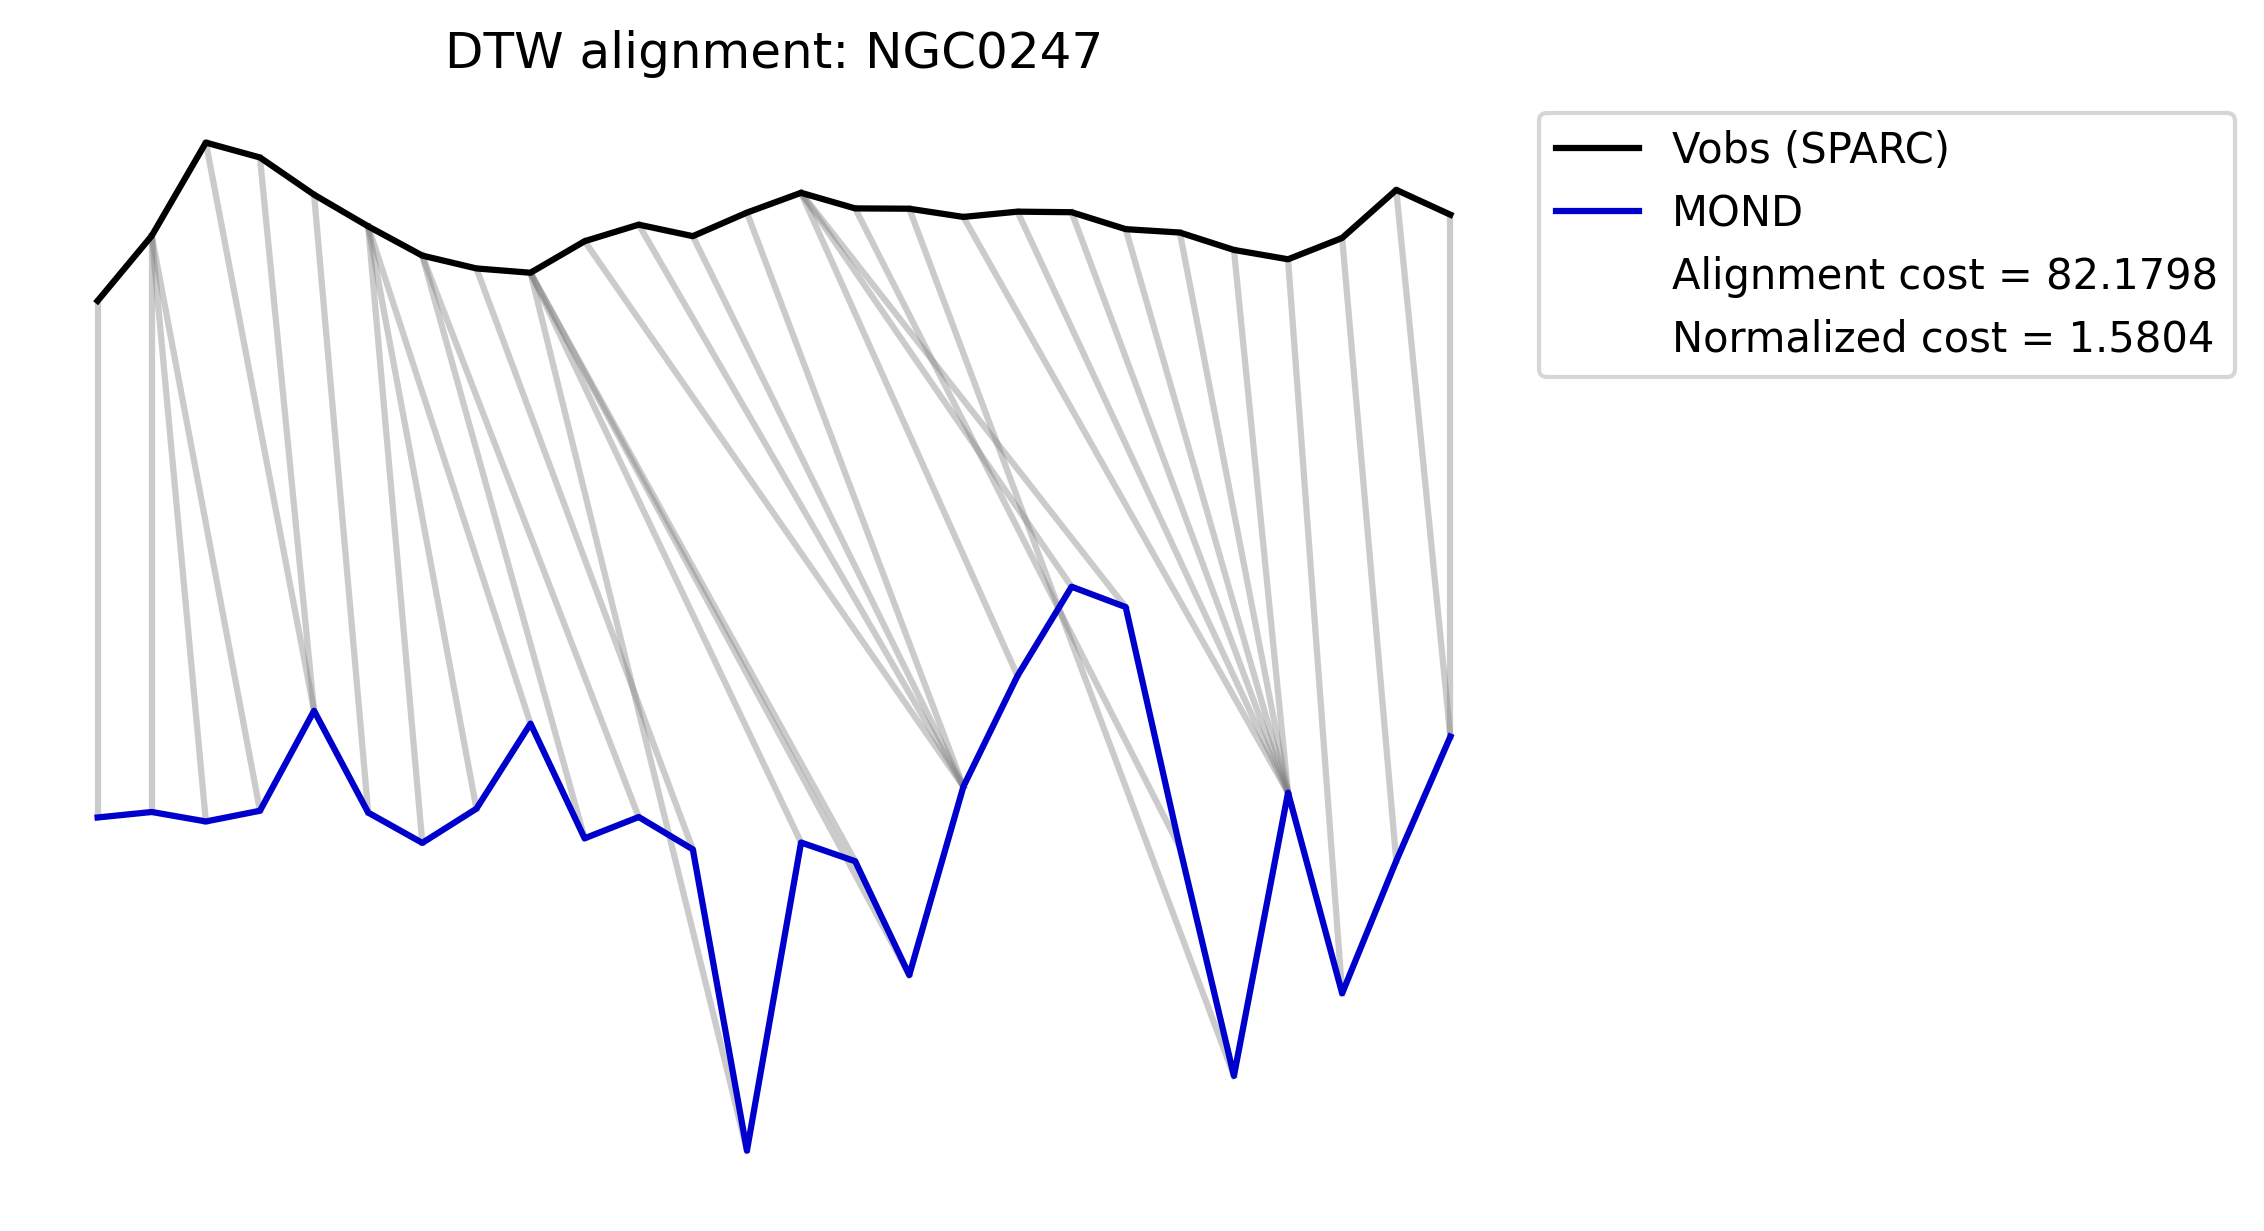 DTW alignment: NGC0247
Vobs (SPARC)
MOND
Alignment cost = 82.1798
Normalized cost = 1.5804